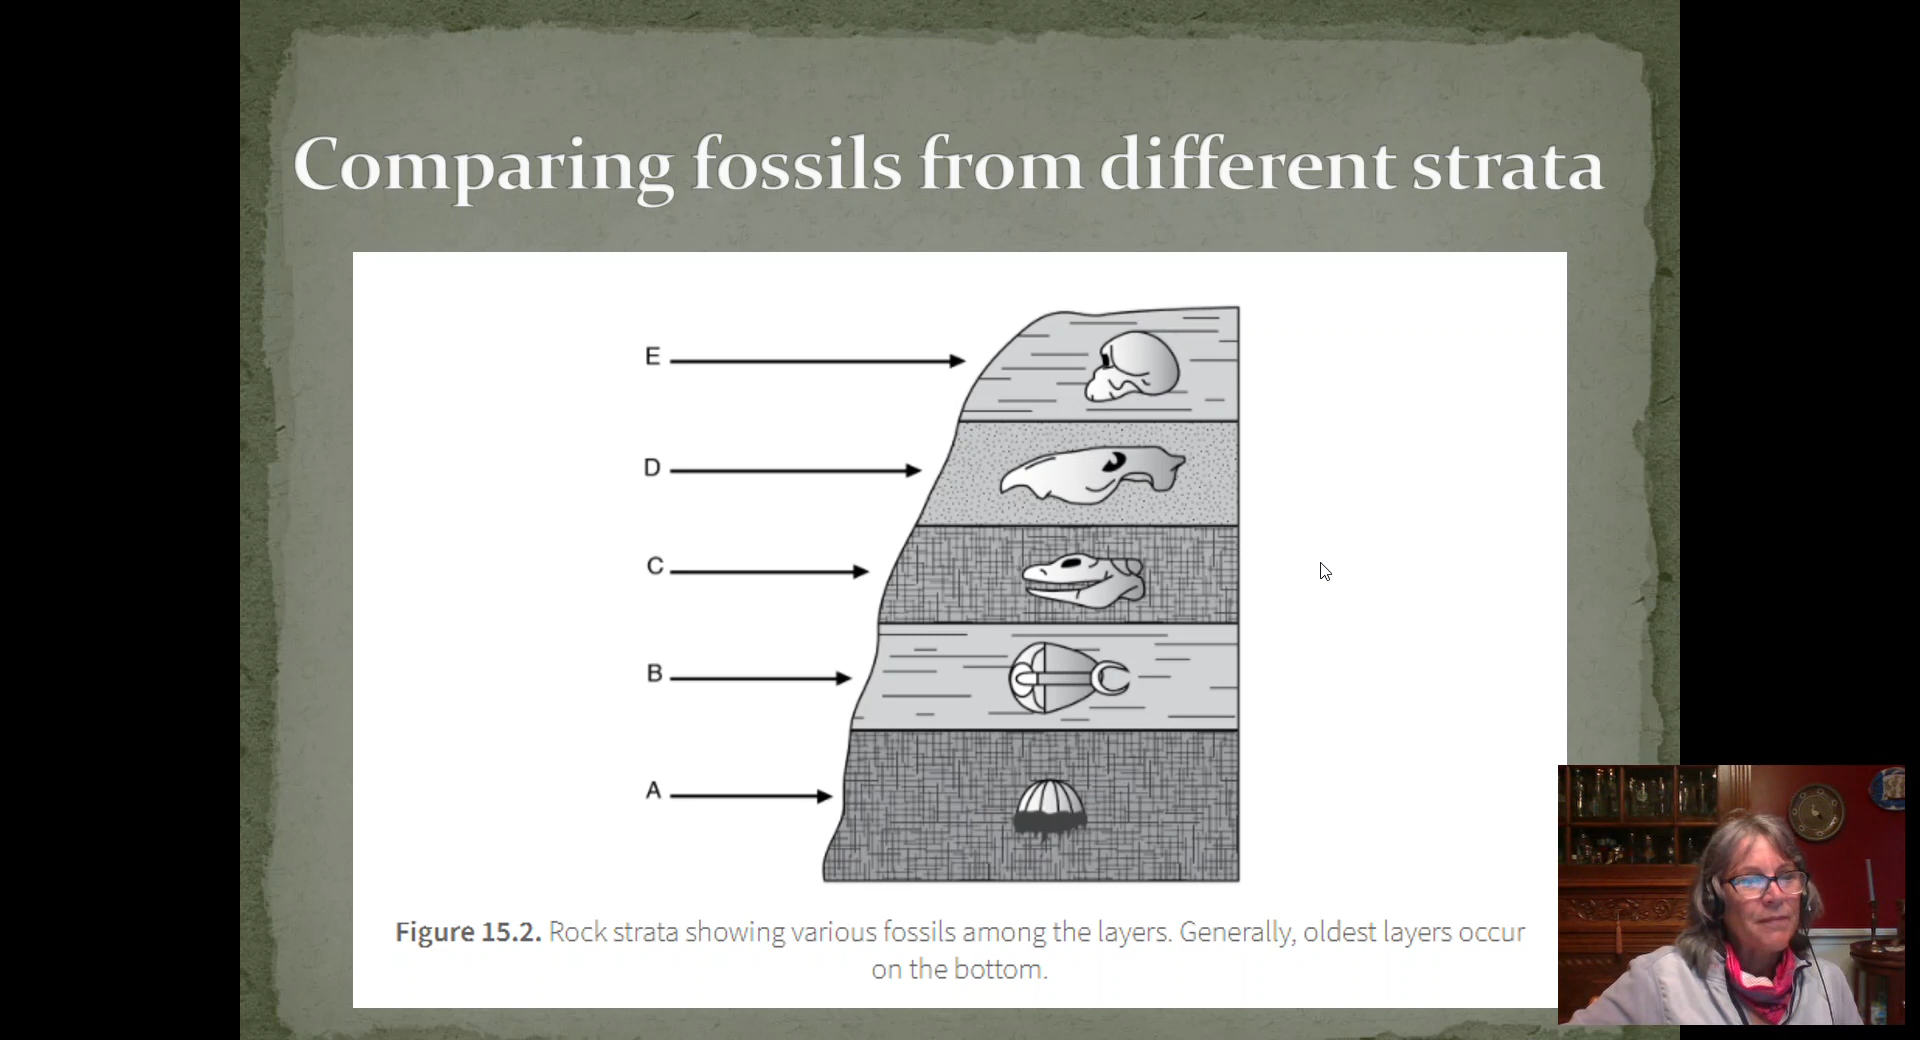 Comparing fossils from different strata
E
D
C
B
A
Figure 15.2. Rock strata showing various fossils among the layers. Generally, oldest layers occur
on the bottom.